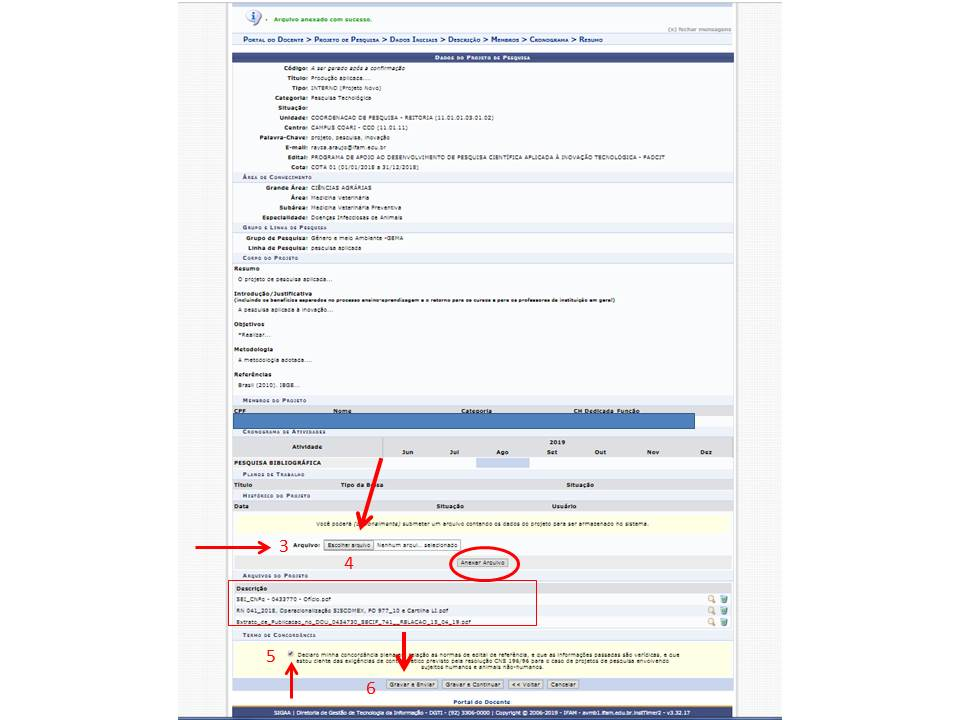 Arquivo anexado com sucesso.
(x) fechar mensagens
Portal do Docente > Projeto de Pesquisa > Dados Iniciais > Descrição > Membros > Cronograma > Resumo
Dados do Projeto de Pesquisa
Código: A ser gerado após a confirmação
Título: Produção aplicada....
Tipo: INTERNO (Projeto Novo)
Categoria: Pesquisa Tecnológica
Situação:
Unidade: COORDENACAO DE PESQUISA - REITORIA (11.01.01.03.01.02)
Centro: CAMPUS COARI - CCO (11.01.11)
Palavra-Chave: projeto, pesquisa, inovação
E-mail: raysa.araujo@ifam.edu.br
Edital: PROGRAMA DE APOIO AO DESENVOLVIMENTO DE PESQUISA CIENTÍFICA APLICADA À INOVAÇÃO TECNOLÓGICA - PADCIT
Cota: COTA 01 (01/01/2018 a 31/12/2018)
Área de Conhecimento
Grande Área: CIÊNCIAS AGRÁRIAS
Área: Medicina Veterinária
Subárea: Medicina Veterinária Preventiva
Especialidade: Doenças Infecciosas de Animais
Grupo e Linha de Pesquisa
Grupo de Pesquisa: Gênero e meio Ambiente -GEMA
Linha de Pesquisa: pesquisa aplicada
Corpo do Projeto
Resumo
O projeto de pesquisa aplicada...
Introdução/Justificativa
(incluindo os benefícios esperados no processo ensino-aprendizagem e o retorno para os cursos e para os professores da instituição em geral)
A pesquisa aplicada à inovação...
Objetivos
*Realizar...
Metodologia
A metodologia adotada....
Referências
Brasil (2010). IBGE...
Membros do Projeto
CPF Nome Categoria CH Dedicada Função
Cronograma de Atividades
Atividade 2019
Jun Jul Ago Set Out Nov Dez
PESQUISA BIBLIOGRÁFICA
Planos de Trabalho
Título Tipo da Situação
Histórico do Projeto
Data Situação Usuário
Você poderá submeter um arquivo contendo os dados do projeto para ser armazenado no sistema.
3 Arquivo: Escolher arquivo Nenhum arqui... selecionado
4
Anexar Arquivo
Arquivos do Projeto
Descrição
SEI_CNPq - 0433770 - Ofício.pdf
RN 041_2018, Operacionalização SISCOMEX, PO 977_10 e Cartilha LI.pdf
Extrato_de_Publicacao_no_DOU_0434730_SECIP_741__RELACAO_15_04_19.pdf
Termo de Concordância
5 Declaro minha concordância plena relação as normas de edital de referência, e que as informações passadas são verídicas, e que
estou ciente das exigências de previsto pela resolução CNS 196/96 para o caso de projetos de pesquisa envolvendo
sujeitos humanos e animais não-humanos.
6 Gravar e Enviar Gravar e Continuar << Voltar Cancelar
Portal do Docente
SIGAA | Diretoria de Gestão de Tecnologia da Informação - DGTI - (92) 3306-0000 | Copyright © 2006-2019 - IFAM - avmb1.ifam.edu.br.instTimer2 - v3.32.17